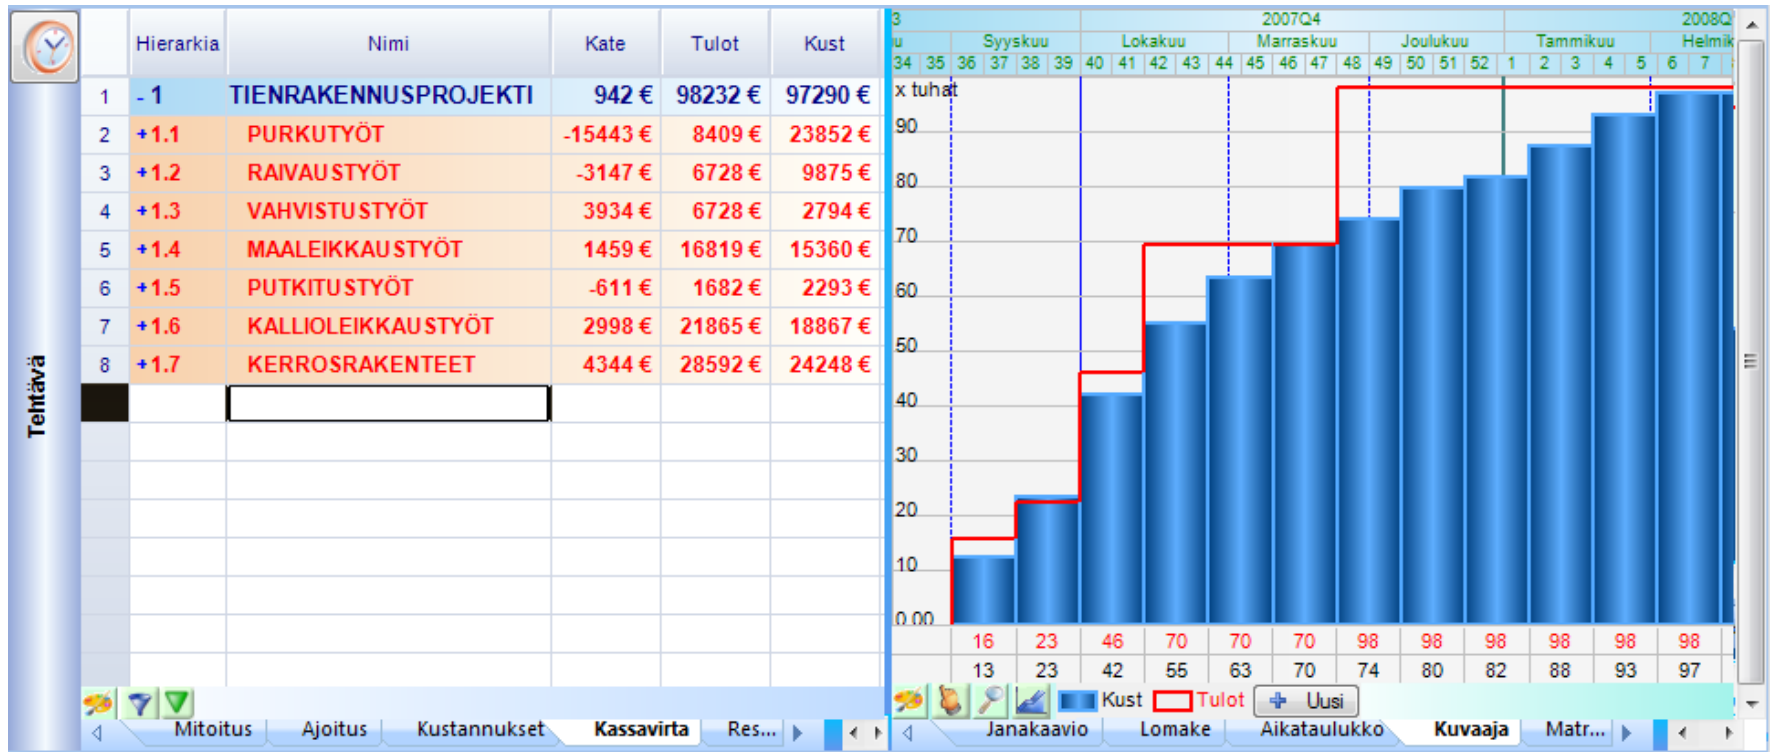 Hierarkia Nimi Kate Tulot Kust
1 - 1 TIENRAKENNUSPROJEKTI 942 € 98232 € 97290 €
2 +1.1 PURKUTYÖT -15443 € 8409 € 23852 €
3 +1.2 RAIVAUSTYÖT -3147 € 6728 € 9875 €
4 +1.3 VAHVISTUSTYÖT 3934 € 6728 € 2794 €
5 +1.4 MAALEIKKAUSTYÖT 1459 € 16819 € 15360 €
6 +1.5 PUTKITUSTYÖT -611 € 1682 € 2293 €
7 +1.6 KALLIOLEIKKAUSTYÖT 2998 € 21865 € 18867 €
8 +1.7 KERROSRAKENTEET 4344 € 28592 € 24248 €
Tehtävä
Mitoitus Ajoitus Kustannukset Kassavirta Res...
3 2007Q4 2008Q
u Syyskuu Lokakuu Marraskuu Joulukuu Tammikuu Helmik
34 35 36 37 38 39 40 41 42 43 44 45 46 47 48 49 50 51 52 1 2 3 4 5 6 7
x tuhat
90
80
70
60
50
40
30
20
10
0.00
16 23 46 70 70 70 98 98 98 98 98 98
13 23 42 55 63 70 74 80 82 88 93 97
Kust Tulot Uusi
Janakaavio Lomake Aikataulukko Kuvaaja Matr...